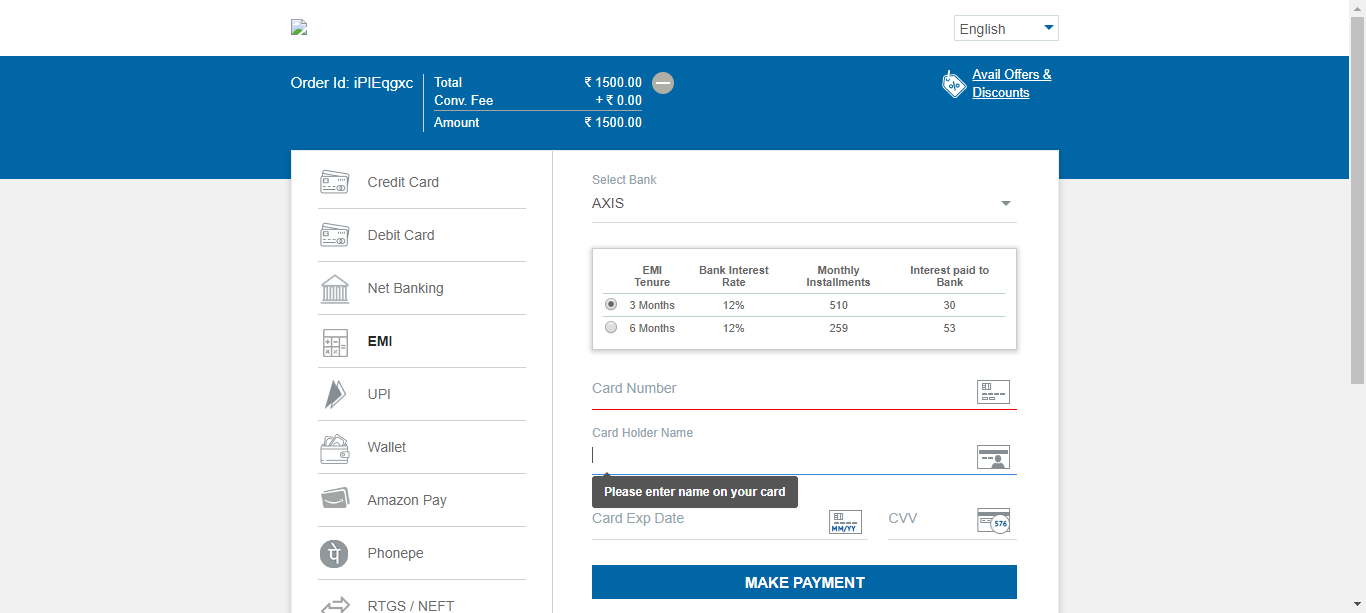 English
Order Id: iPIEqgxc
Total ₹ 1500.00
Conv. Fee + ₹ 0.00
Amount ₹ 1500.00
Avail Offers &
Discounts
Credit Card
Debit Card
Net Banking
EMI
UPI
Wallet
Amazon Pay
Phonepe
RTGS / NEFT
Select Bank
AXIS
EMI Tenure Bank Interest Rate Monthly Installments Interest paid to Bank
3 Months 12% 510 30
6 Months 12% 259 53
Card Number
Card Holder Name
Please enter name on your card
Card Exp Date MM/YY CVV 576
MAKE PAYMENT